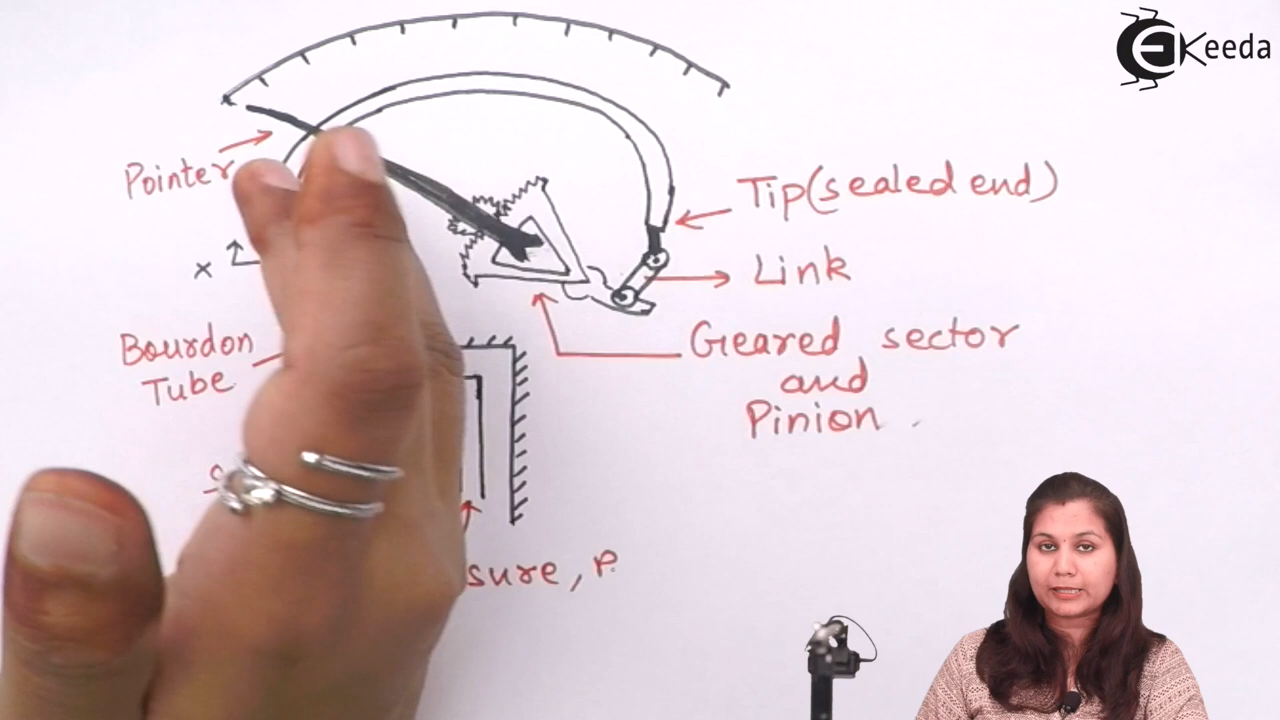 EKeeda
Pointer
Tip(sealed end)
x
Link
Bourdon
Tube
Geared sector
and
Pinion
sure, P